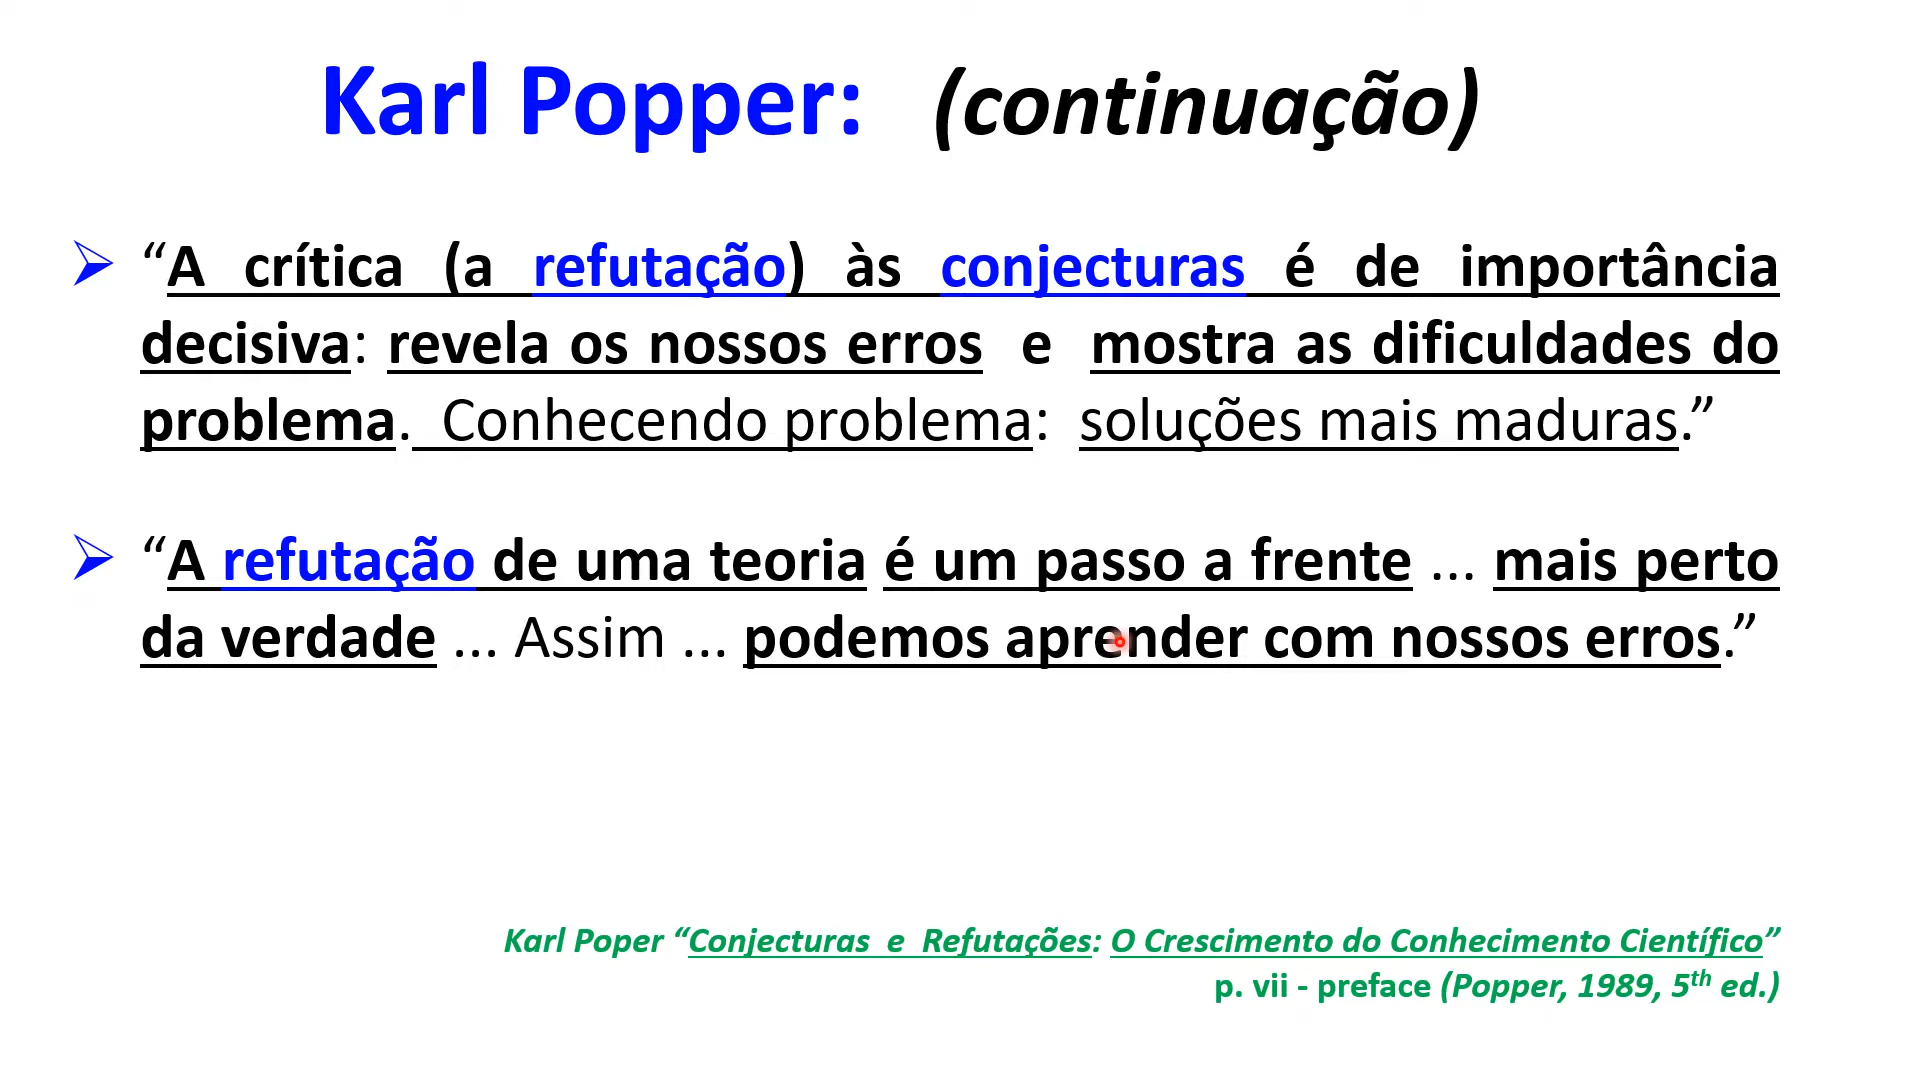 Karl Popper: (continuação)
“A crítica (a refutação) às conjecturas é de importância
decisiva: revela os nossos erros e mostra as dificuldades do
problema. Conhecendo problema: soluções mais maduras.”
“A refutação de uma teoria é um passo a frente ... mais perto
da verdade ... Assim ... podemos aprender com nossos erros.”
Karl Poper “Conjecturas e Refutações: O Crescimento do Conhecimento Científico”
p. vii - preface (Popper, 1989, 5th ed.)